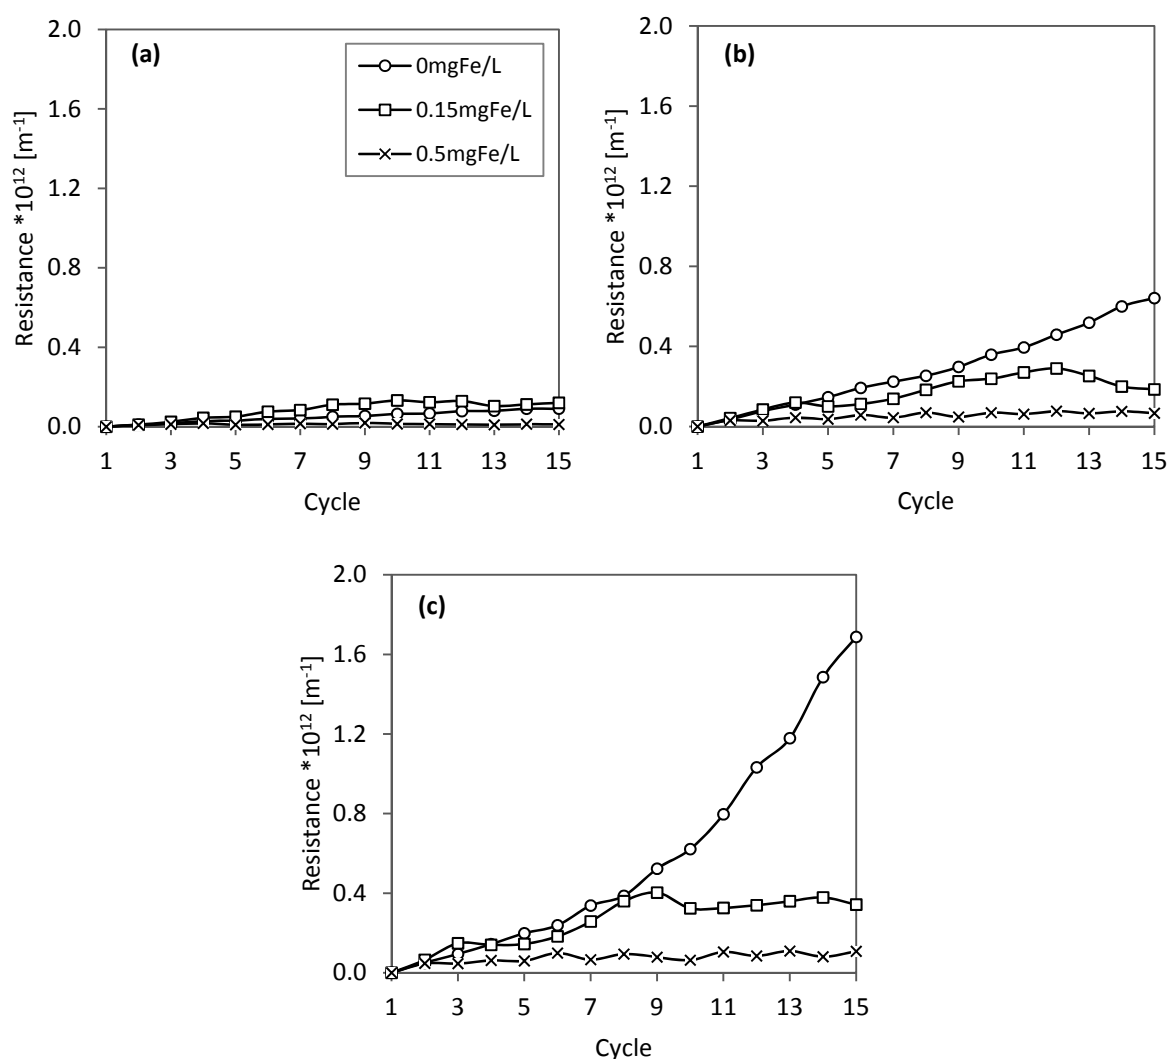 (a)
0mgFe/L
0.15mgFe/L
0.5mgFe/L
2.0
1.6
1.2
0.8
0.4
0.0
Resistance *10¹² [m⁻¹]
1 3 5 7 9 11 13 15
Cycle
(b)
2.0
1.6
1.2
0.8
0.4
0.0
Resistance *10¹² [m⁻¹]
1 3 5 7 9 11 13 15
Cycle
(c)
2.0
1.6
1.2
0.8
0.4
0.0
Resistance *10¹² [m⁻¹]
1 3 5 7 9 11 13 15
Cycle